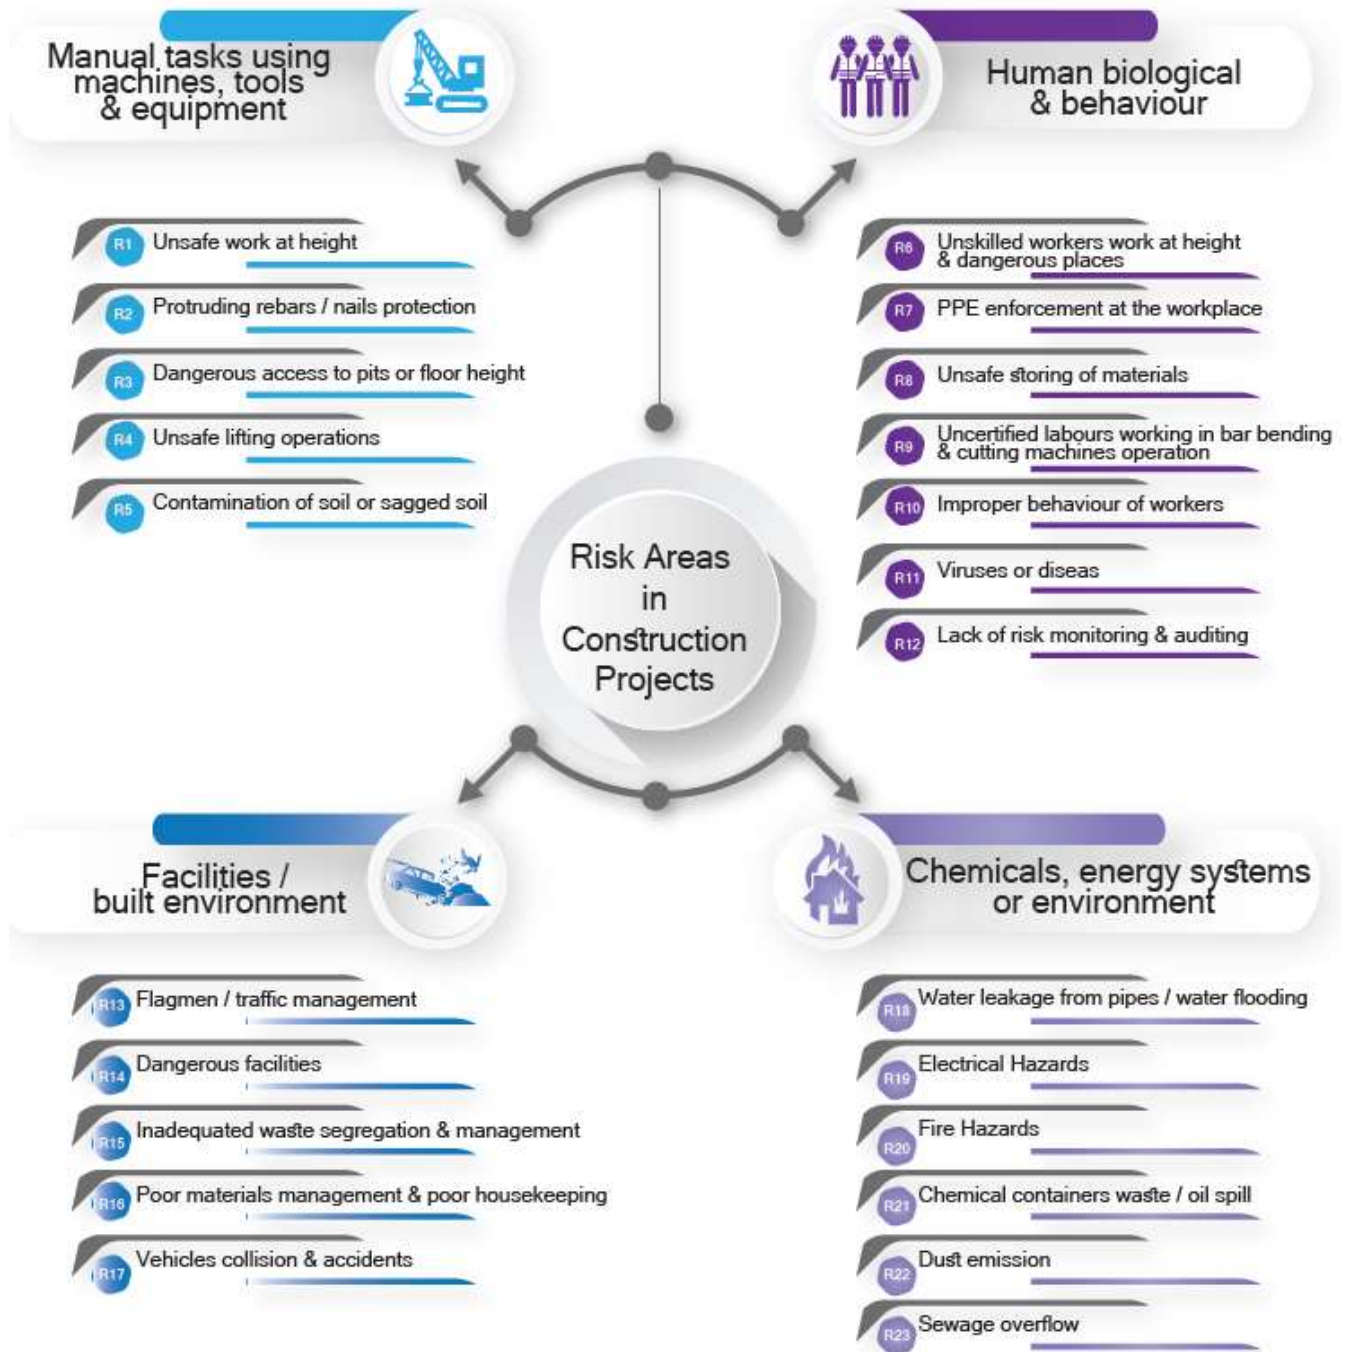 Manual tasks using
machines, tools
& equipment
R1 Unsafe work at height
R2 Protruding rebars / nails protection
R3 Dangerous access to pits or floor height
R4 Unsafe lifting operations
R5 Contamination of soil or sagged soil
Human biological
& behaviour
R6 Unskilled workers work at height
& dangerous places
R7 PPE enforcement at the workplace
R8 Unsafe storing of materials
R9 Uncertified labours working in bar bending
& cutting machines operation
R10 Improper behaviour of workers
R11 Viruses or diseas
R12 Lack of risk monitoring & auditing
Risk Areas
in
Construction
Projects
Facilities /
built environment
R13 Flagmen / traffic management
R14 Dangerous facilities
R15 Inadequated waste segregation & management
R16 Poor materials management & poor housekeeping
R17 Vehicles collision & accidents
Chemicals, energy systems
or environment
R18 Water leakage from pipes / water flooding
R19 Electrical Hazards
R20 Fire Hazards
R21 Chemical containers waste / oil spill
R22 Dust emission
R23 Sewage overflow